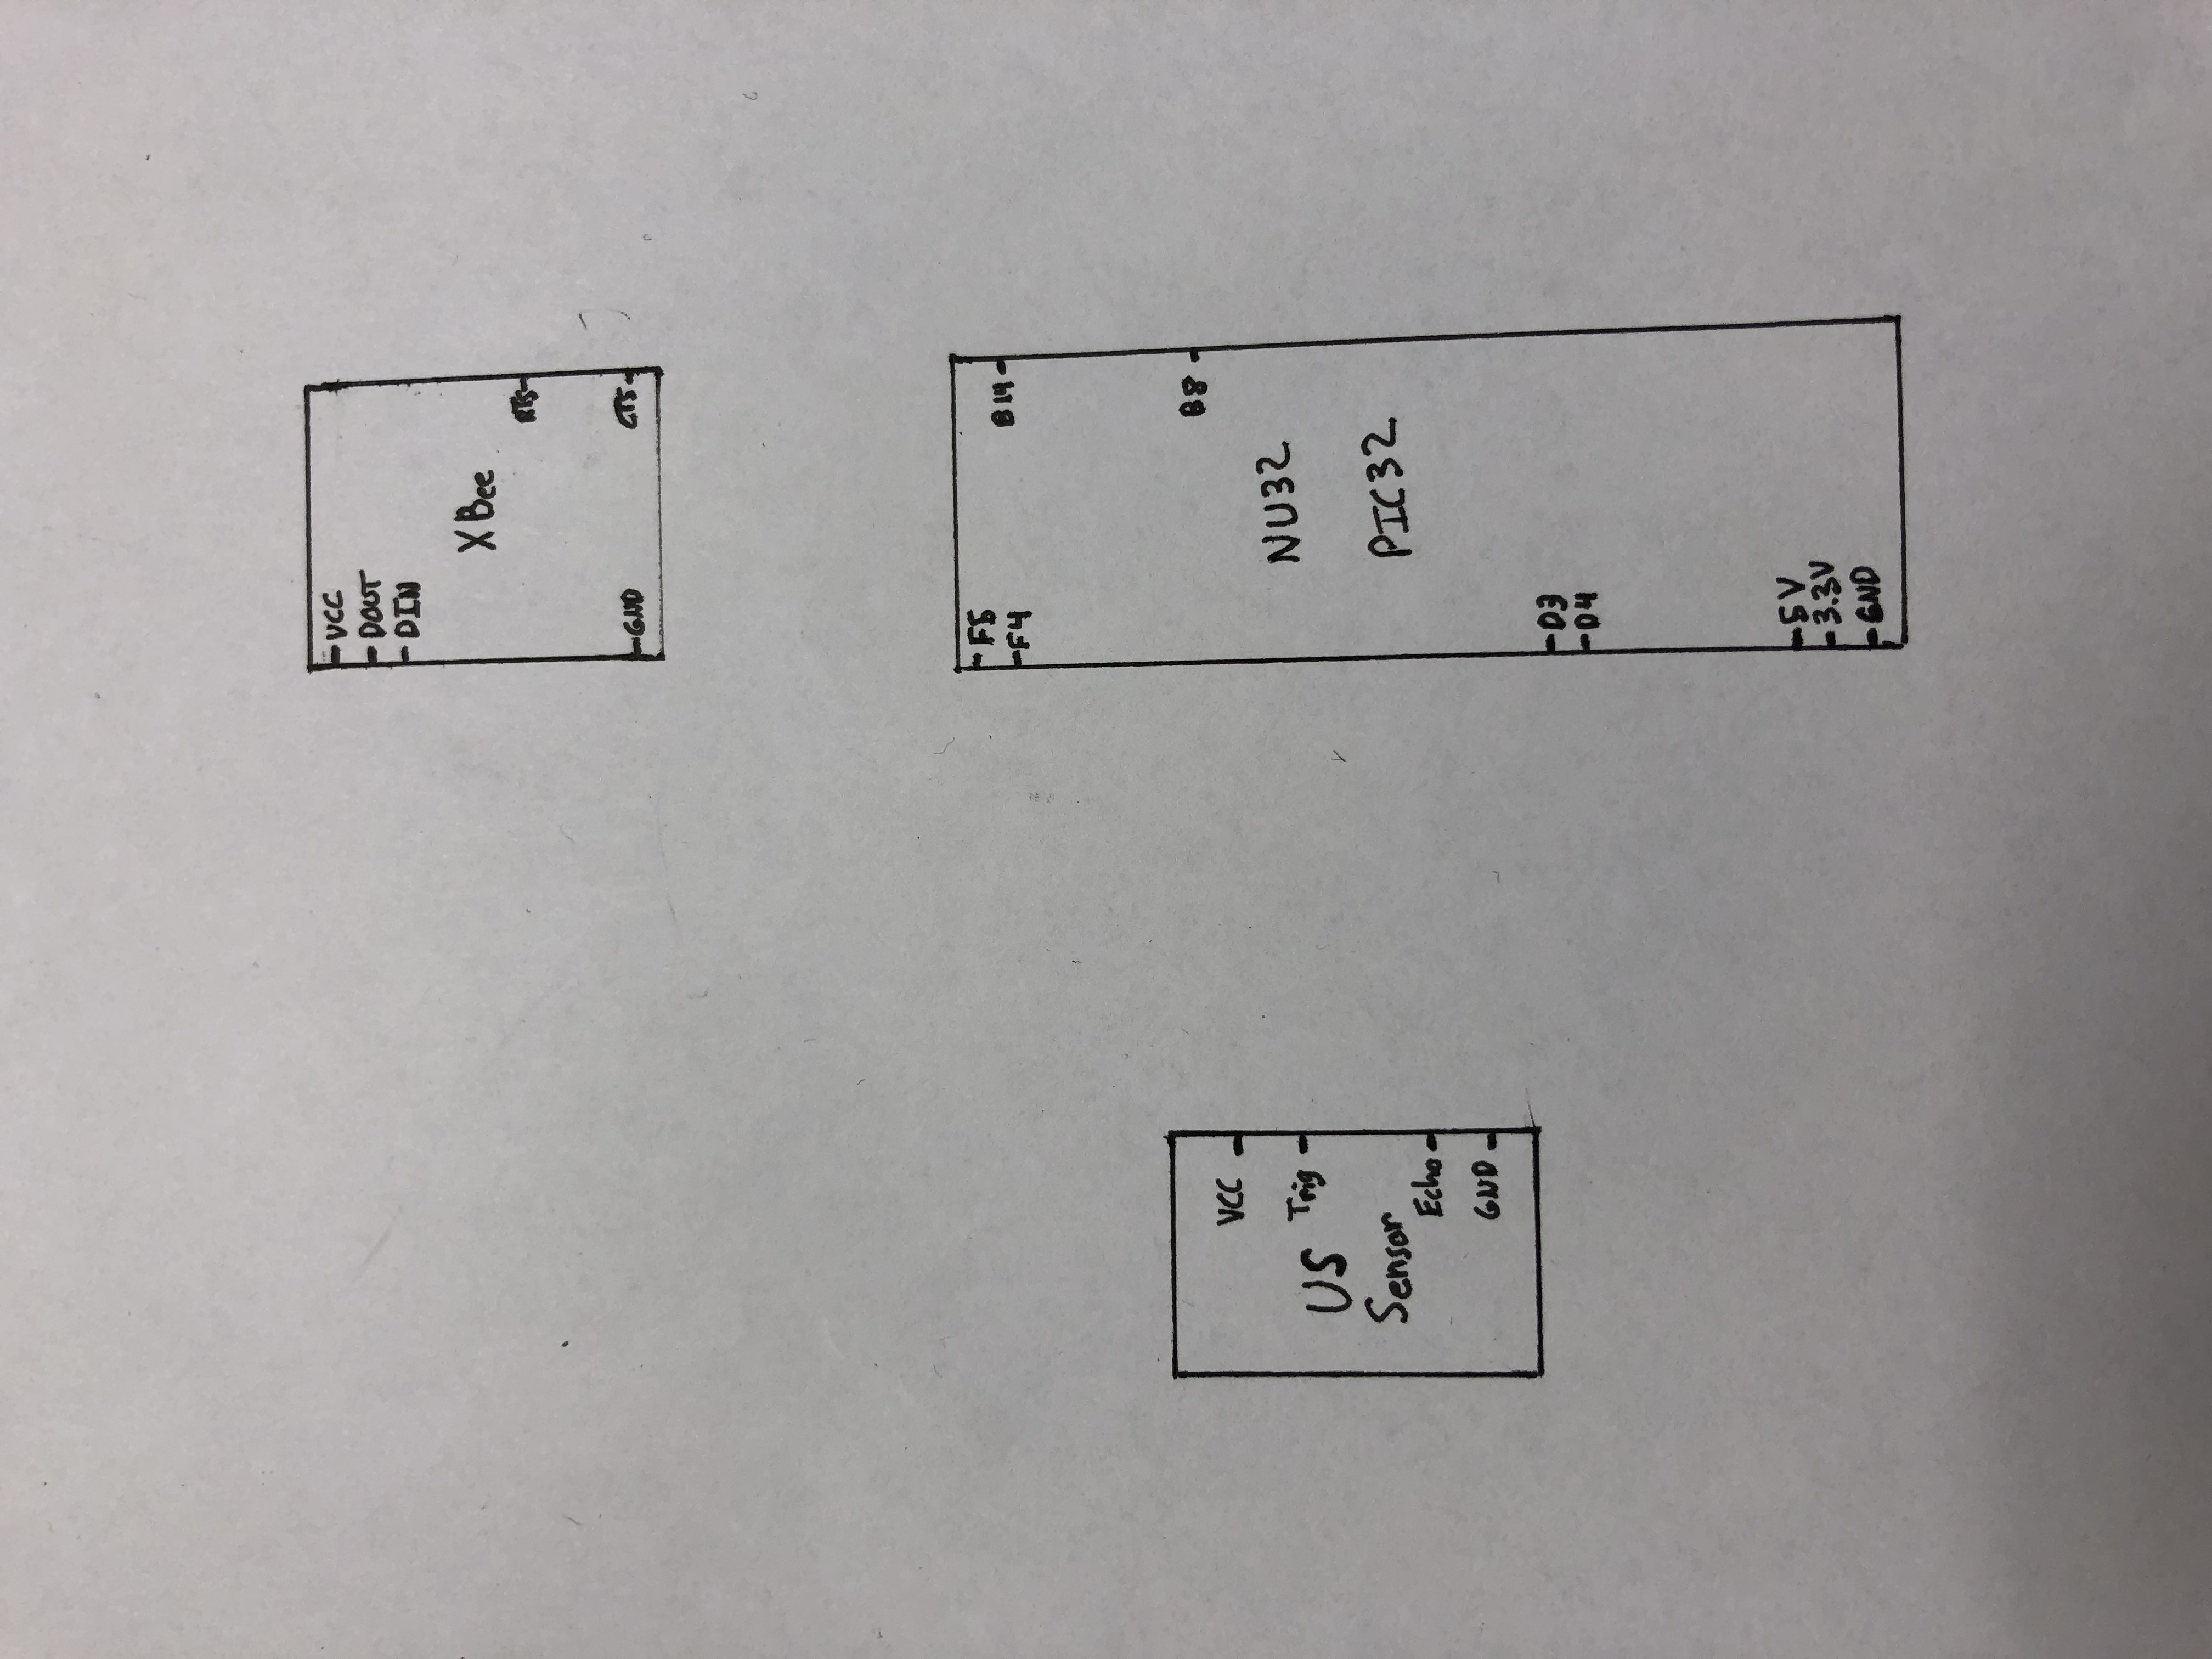 VCC
DOUT
DIN
XBee
RTS
GND
CTS
F5
F4
B14
B8
NU32
PIC32
D3
D4
5V
3.3V
GND
VCC
Trig
US
Sensor
Echo
GND